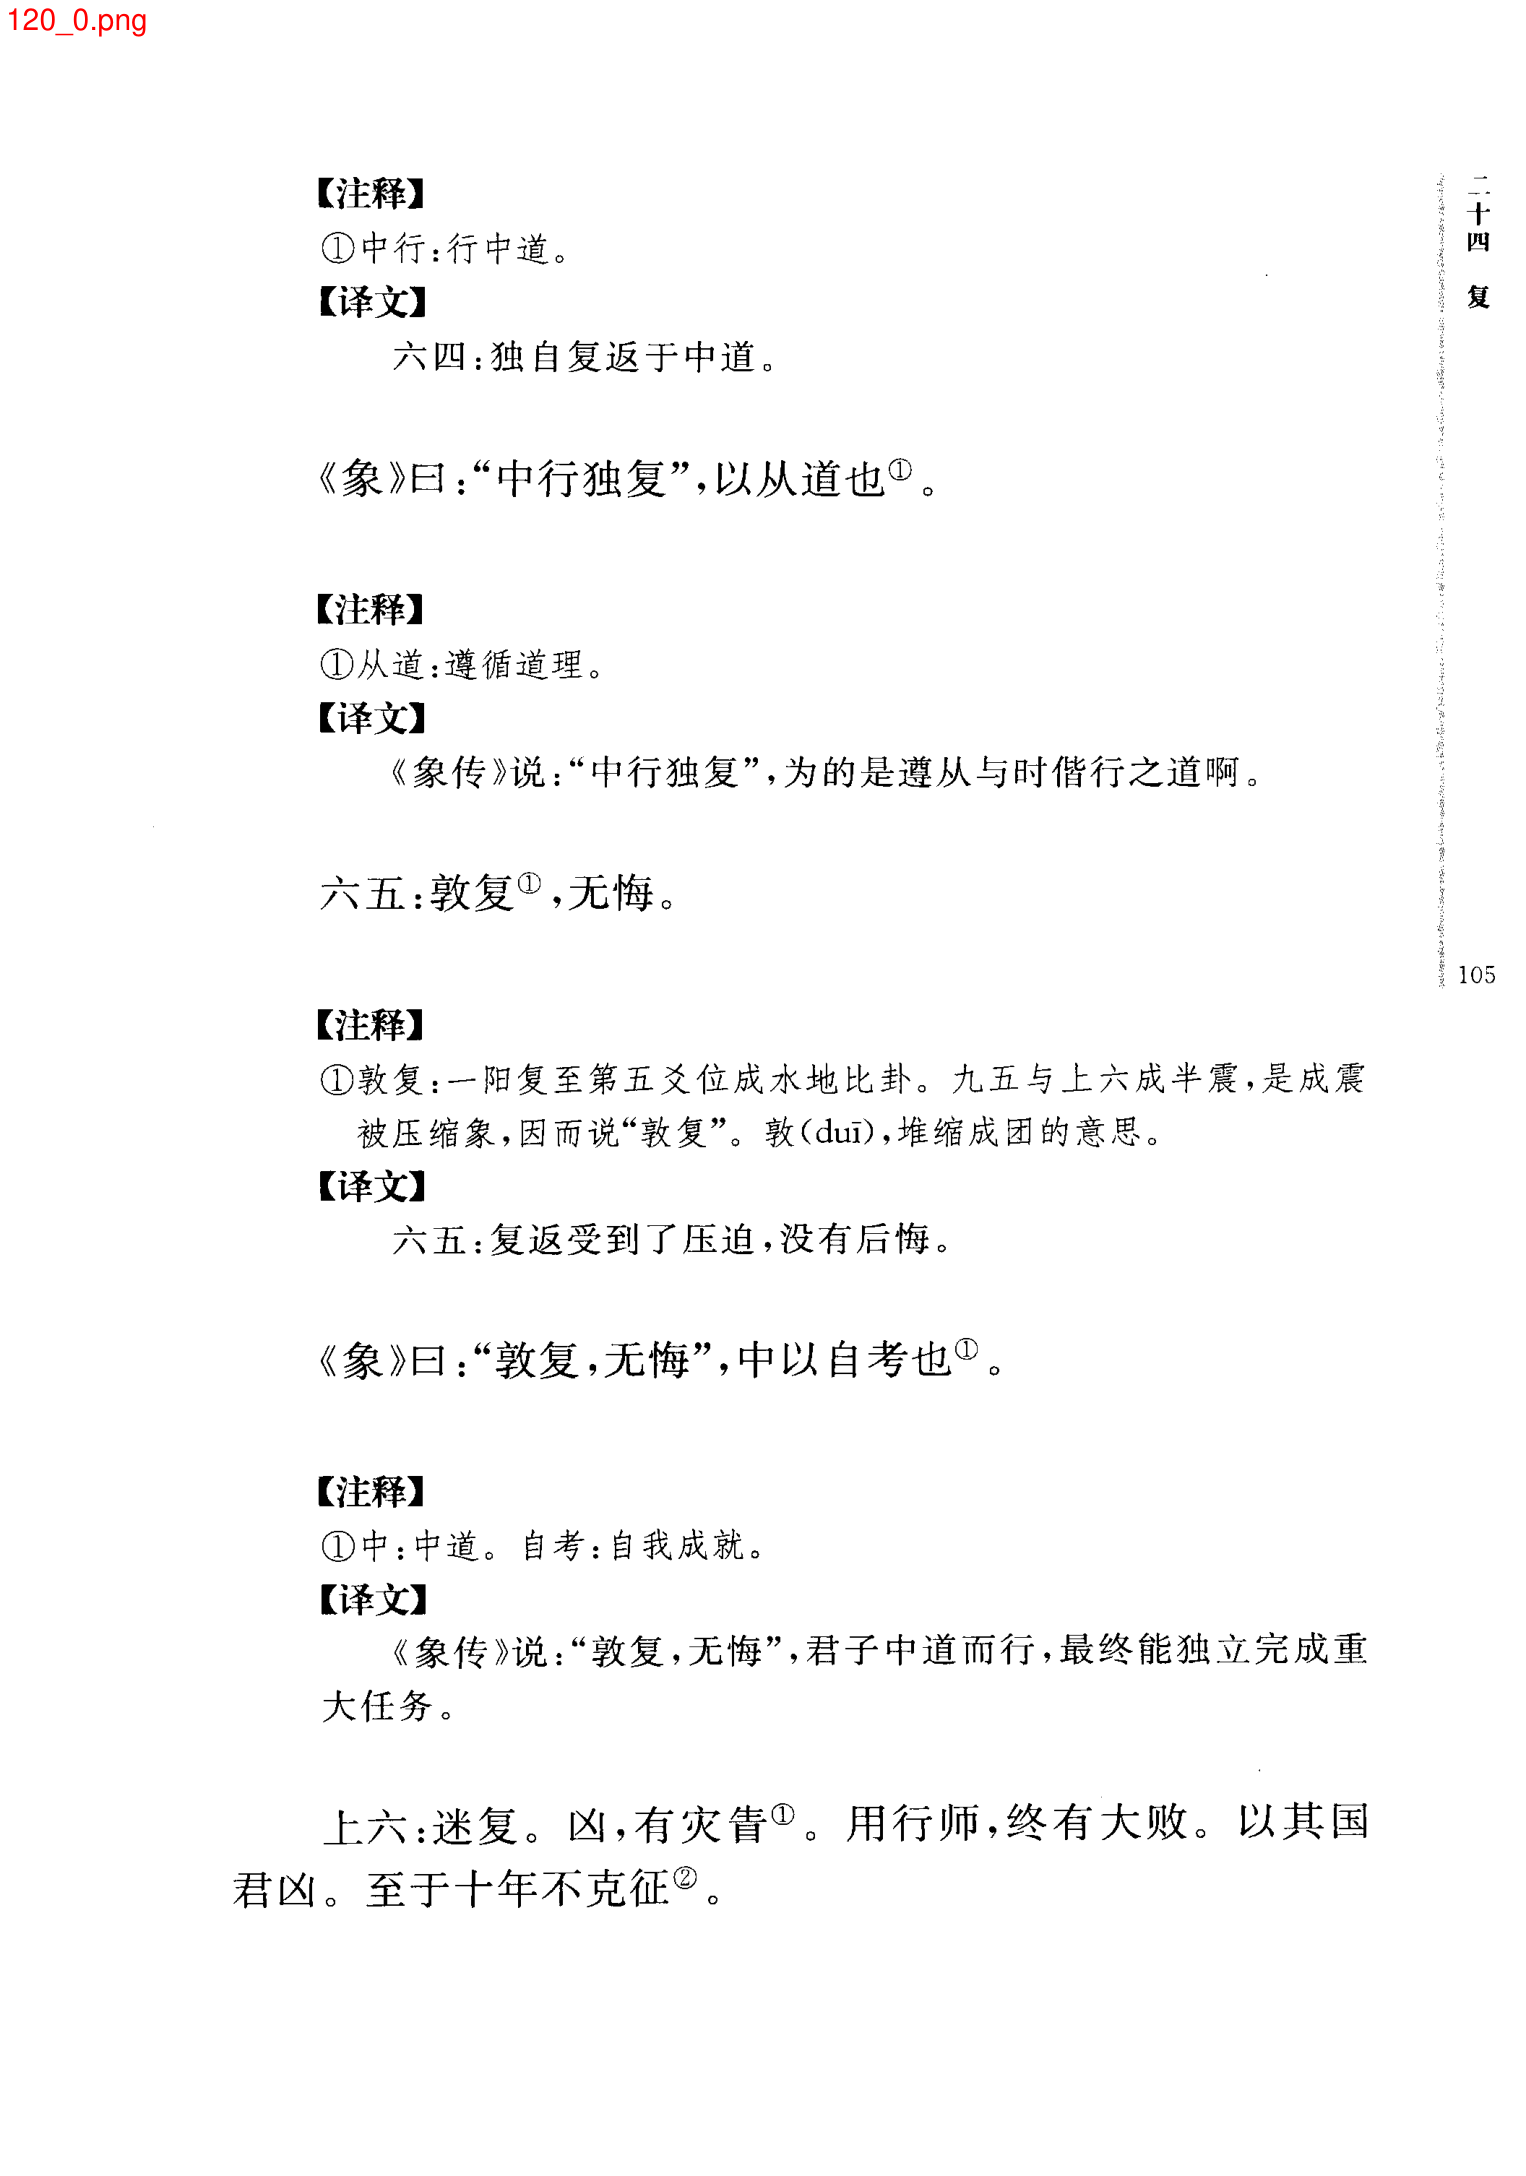 120_0.png
【注释】
①中行:行中道。
【译文】
六四:独自复返于中道。
《象》曰:“中行独复”,以从道也①。
【注释】
①从道:遵循道理。
【译文】
《象传》说:“中行独复”,为的是遵从与时偕行之道啊。
六五:敦复①,无悔。
【注释】
①敦复:一阳复至第五爻位成水地比卦。九五与上六成半震,是成震
被压缩象,因而说“敦复”。敦(duī),堆缩成团的意思。
【译文】
六五:复返受到了压迫,没有后悔。
《象》曰:“敦复,无悔”,中以自考也①。
【注释】
①中:中道。自考:自我成就。
【译文】
《象传》说:“敦复,无悔”,君子中道而行,最终能独立完成重
大任务。
上六:迷复。凶,有灾眚①。用行师,终有大败。以其国
君凶。至于十年不克征②。
二十四 复
105